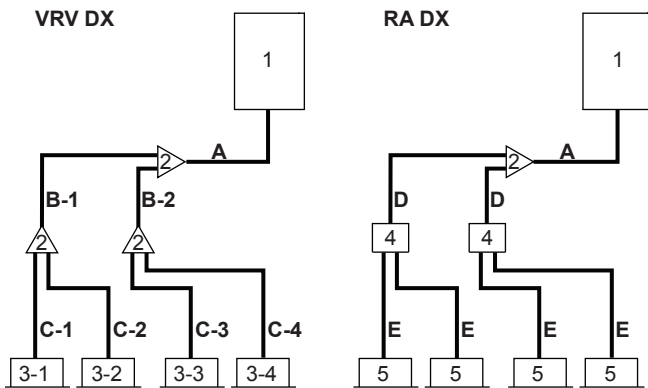 VRV DX RA DX
1 1
2 A 2 A
B-1 B-2 D D
2 2 4 4
C-1 C-2 C-3 C-4 E E E E
3-1 3-2 3-3 3-4 5 5 5 5